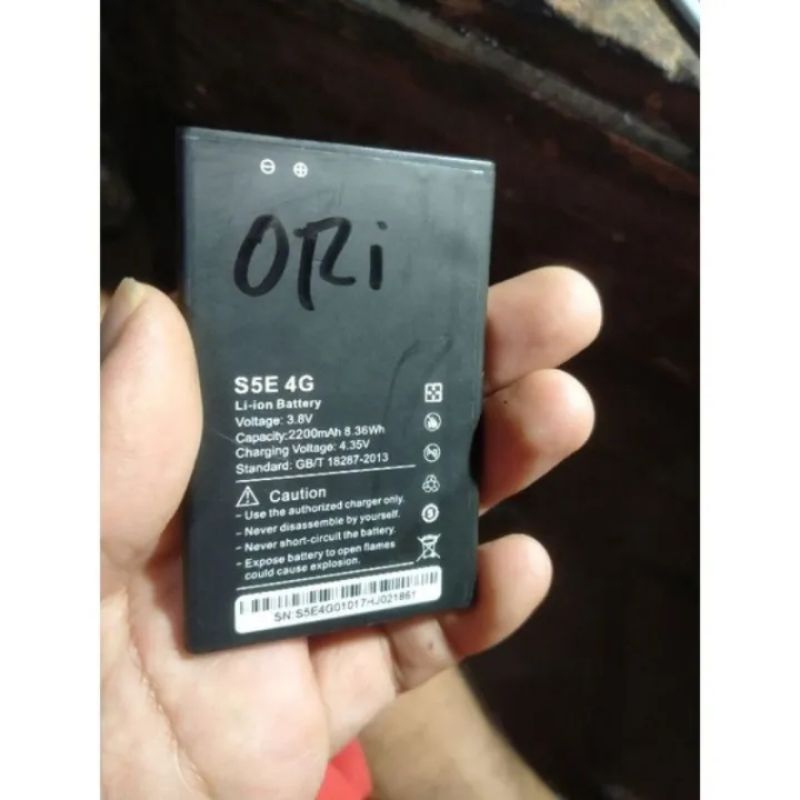 ORi
S5E 4G
Li-ion Battery
Voltage: 3.8V
Capacity:2200mAh 8.36Wh
Charging Voltage: 4.35V
Standard: GB/T 18287-2013
Caution
- Use the authorized charger only.
- Never disassemble by yourself.
- Never short-circuit the battery.
- Expose battery to open flames
could cause explosion.
SN:S5E4G01017HJ021861